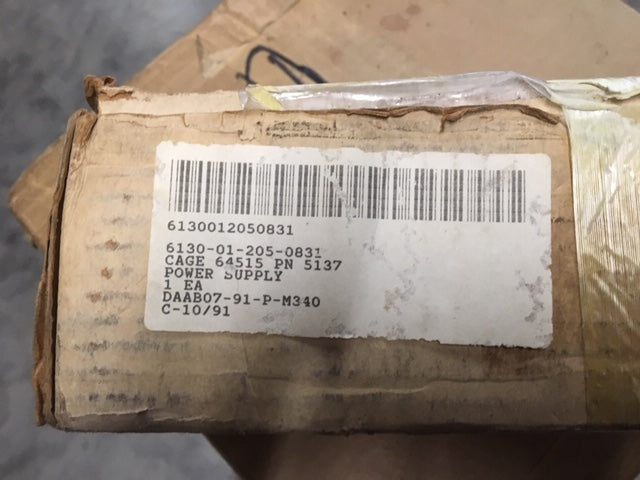 6130012050831
6130-01-205-0831
CAGE 64515 PN 5137
POWER SUPPLY
1 EA
DAAB07-91-P-M340
C-10/91